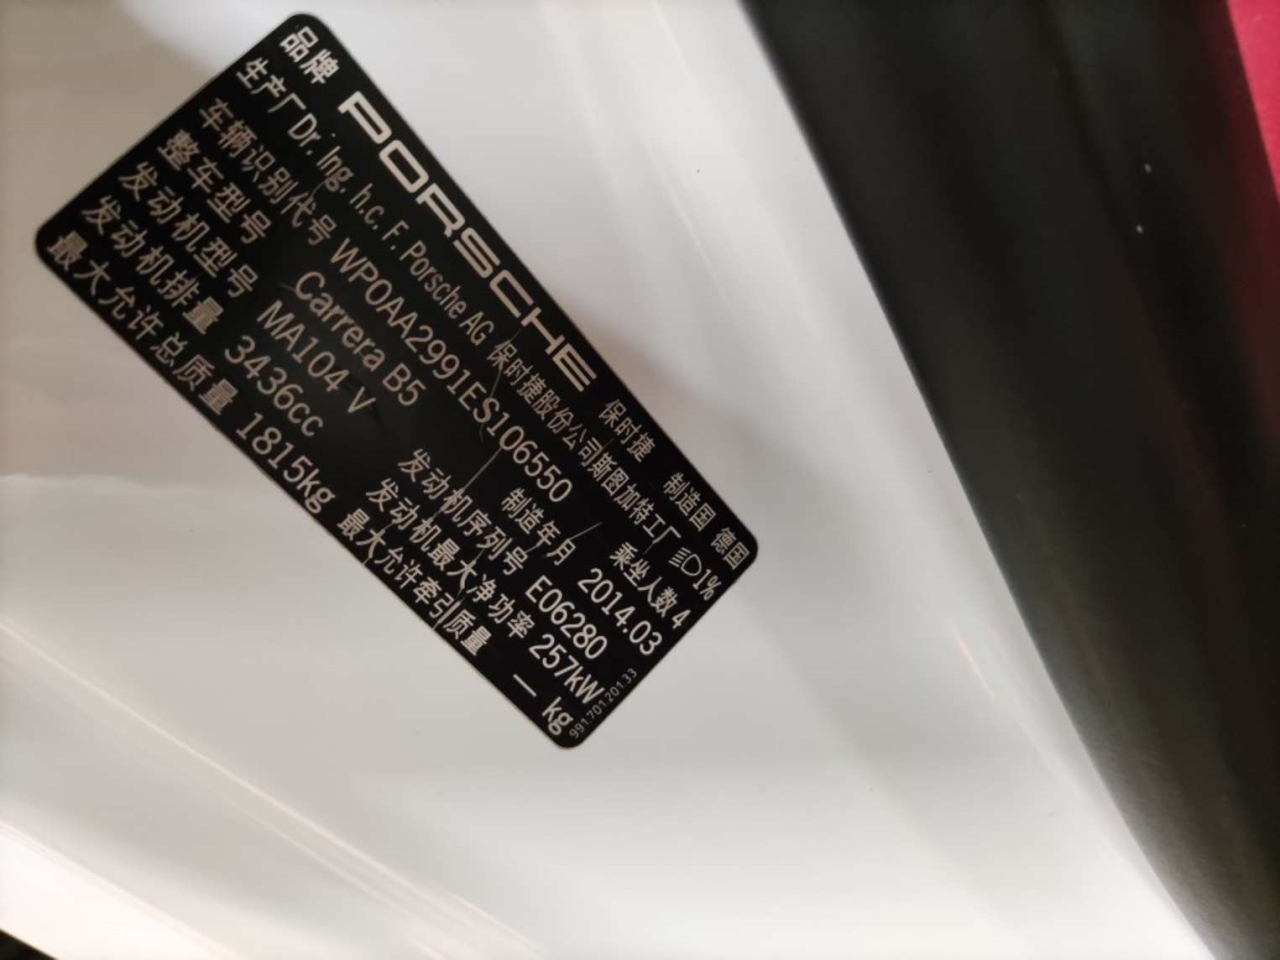 品牌 PORSCHE 保时捷 制造国 德国
生产厂 Dr. Ing. h.c. F. Porsche AG 保时捷股份公司斯图加特工厂 1%
车辆识别代号 WP0AA2991ES106550 乘坐人数 4
整车型号 Carrera B5 制造年月 2014.03
发动机型号 MA104 V 发动机序列号 E06280
发动机排量 3436cc 发动机最大净功率 257kW
最大允许总质量 1815kg 最大允许牵引质量 — kg
991.701.201.33